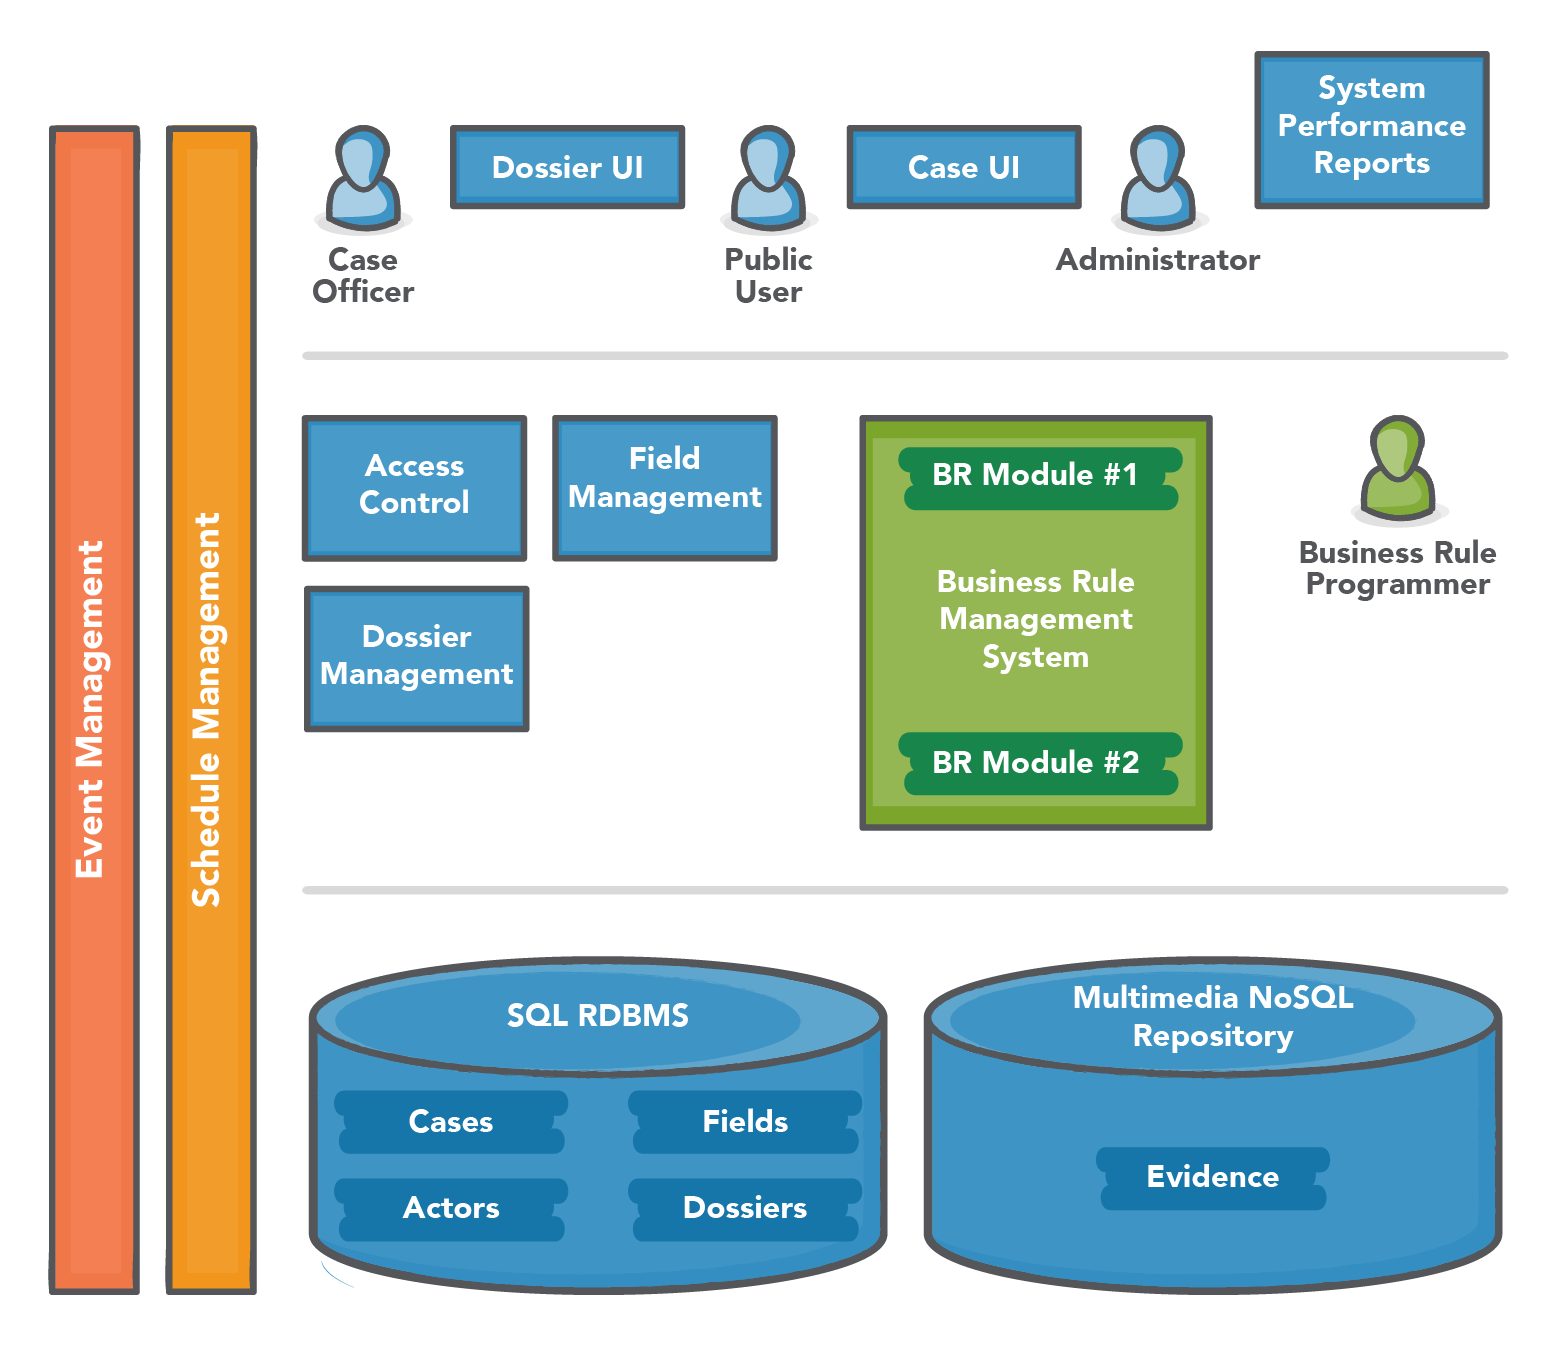 Event Management
Schedule Management
Case
Officer
Dossier UI
Public
User
Case UI
Administrator
System
Performance
Reports
Access
Control
Field
Management
Dossier
Management
BR Module #1
Business Rule
Management
System
BR Module #2
Business Rule
Programmer
SQL RDBMS
Cases
Fields
Actors
Dossiers
Multimedia NoSQL
Repository
Evidence